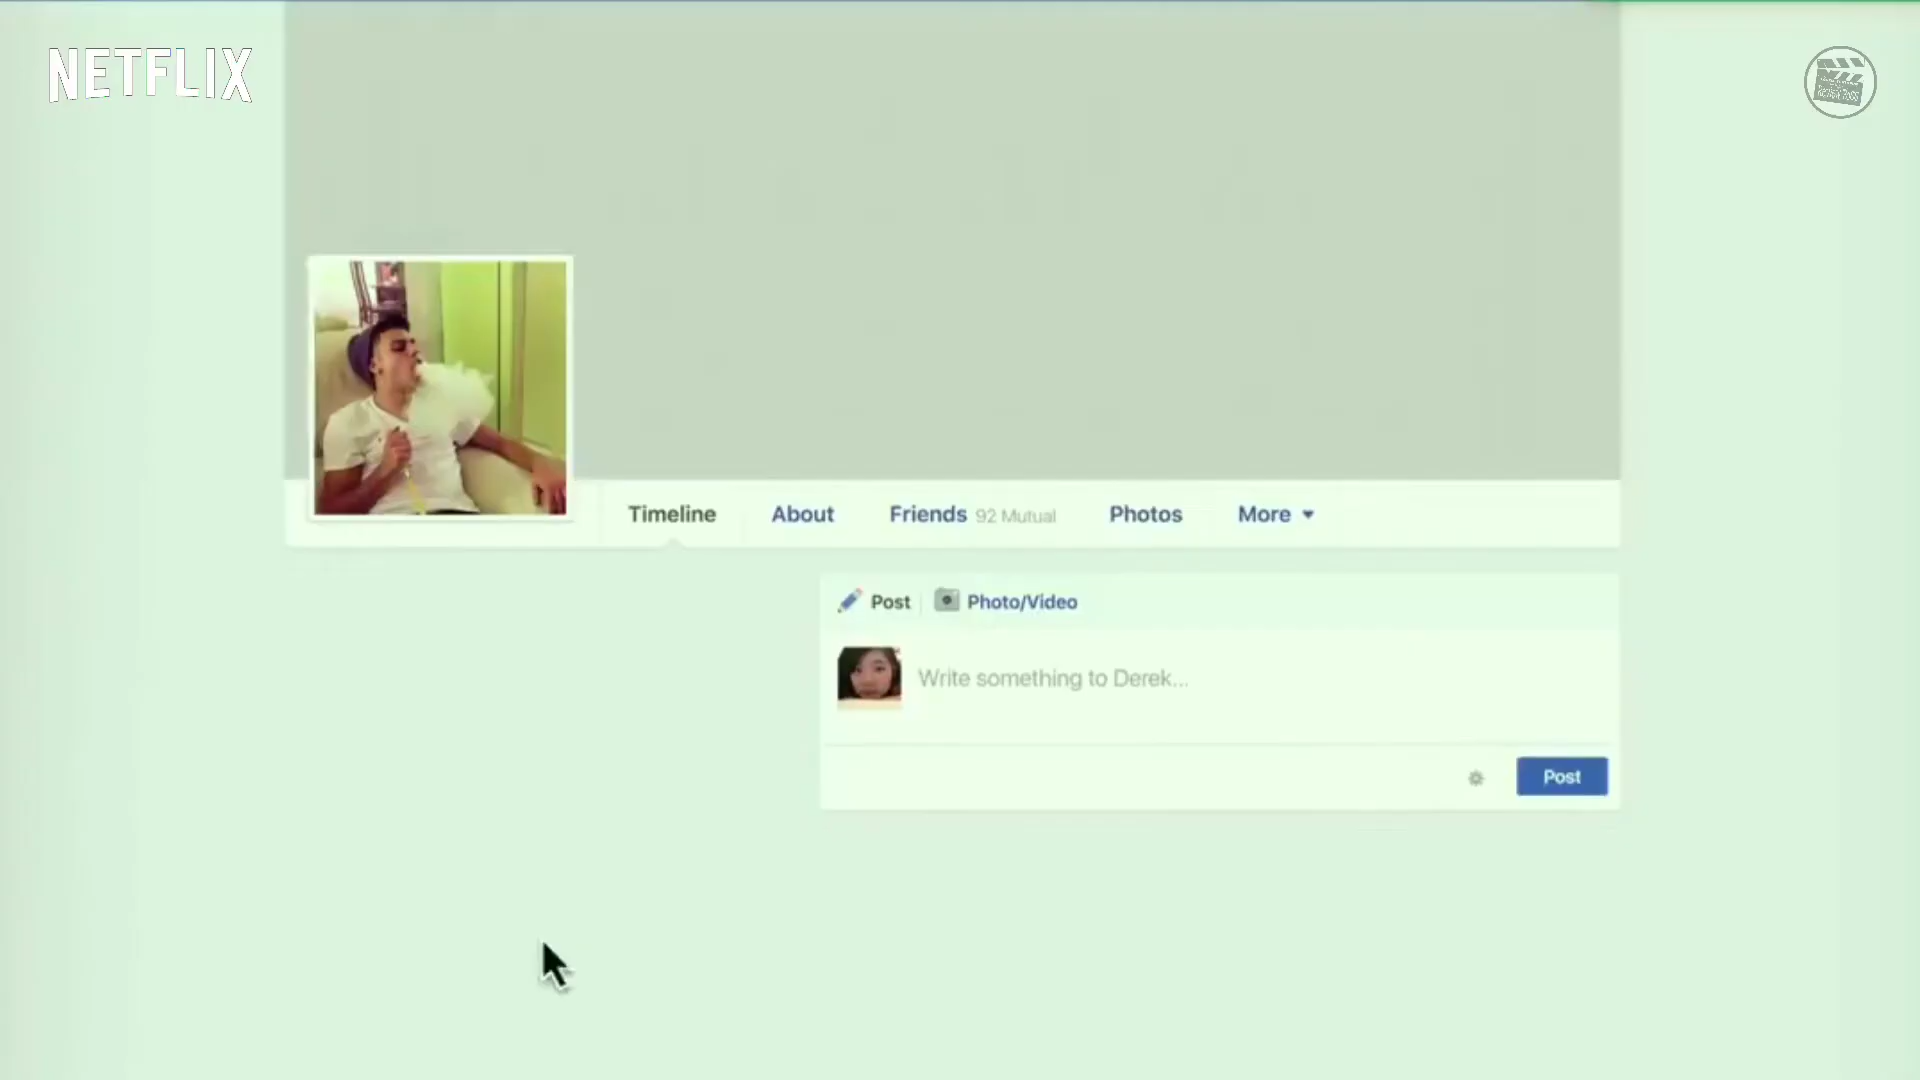 NETFLIX
Timeline About Friends 92 Mutual Photos More
Post Photo/Video
Write something to Derek...
Post